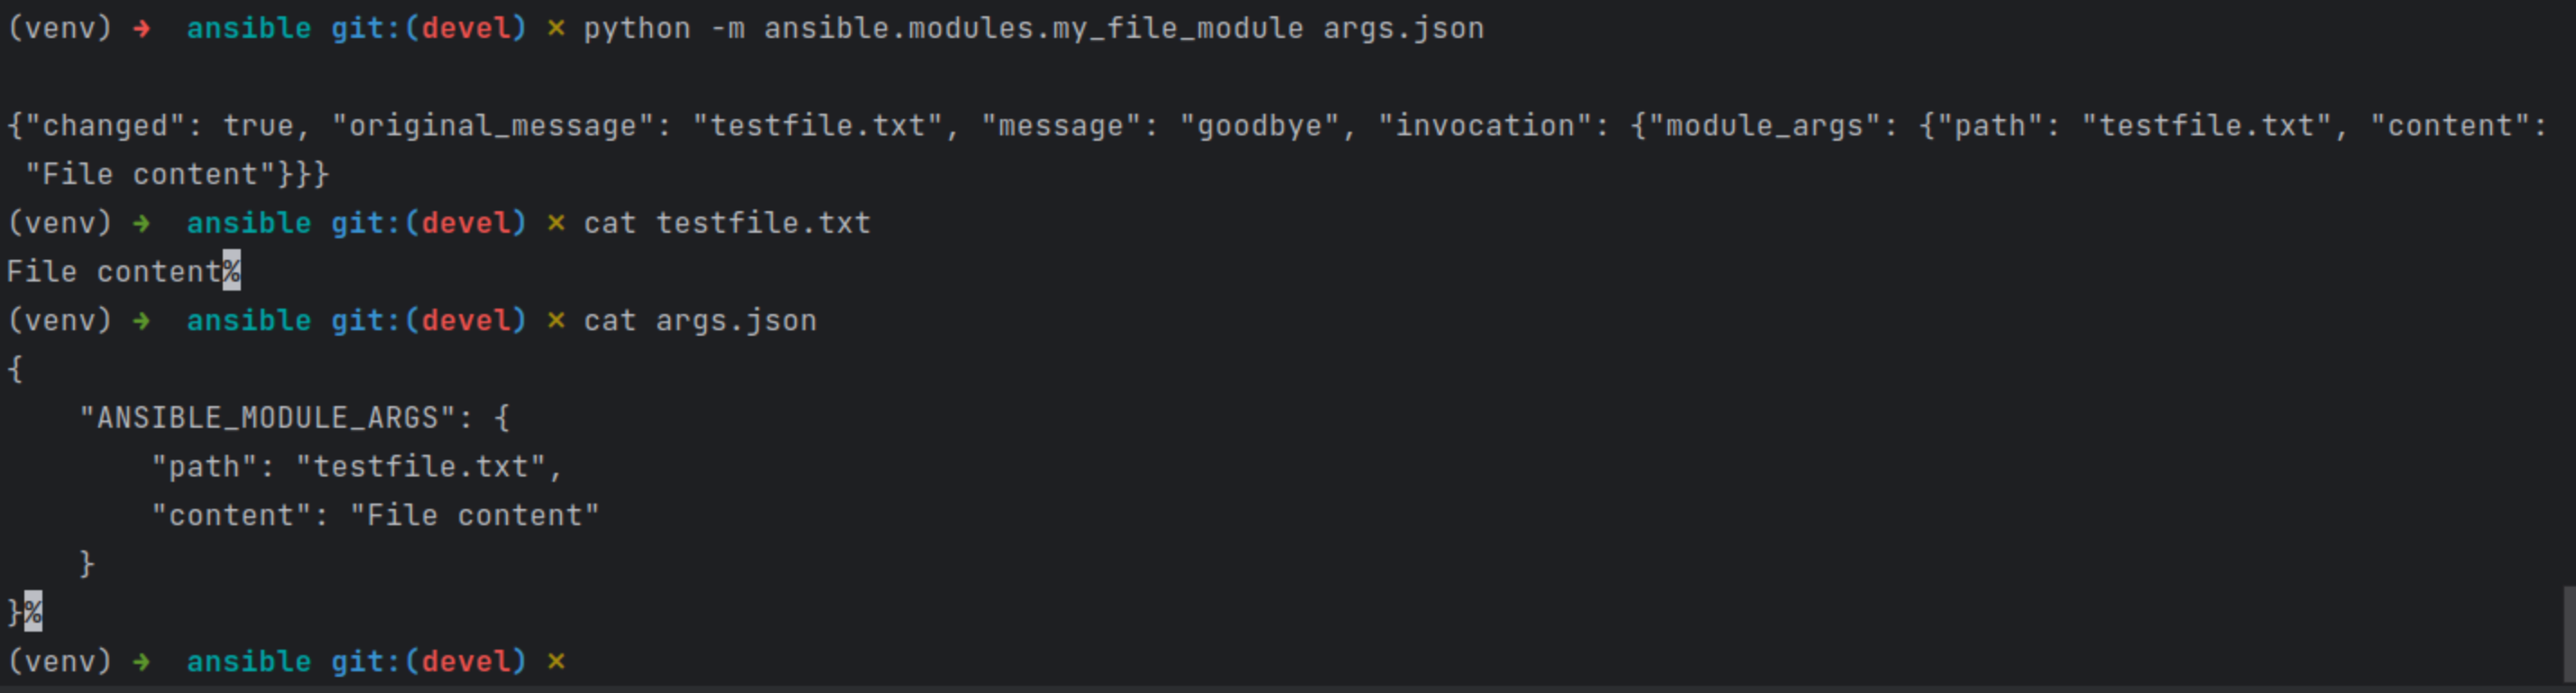 (venv) → ansible git:(devel) × python -m ansible.modules.my_file_module args.json
{"changed": true, "original_message": "testfile.txt", "message": "goodbye", "invocation": {"module_args": {"path": "testfile.txt", "content":
 "File content"}}}
(venv) → ansible git:(devel) × cat testfile.txt
File content%
(venv) → ansible git:(devel) × cat args.json
{
    "ANSIBLE_MODULE_ARGS": {
        "path": "testfile.txt",
        "content": "File content"
    }
}%
(venv) → ansible git:(devel) ×